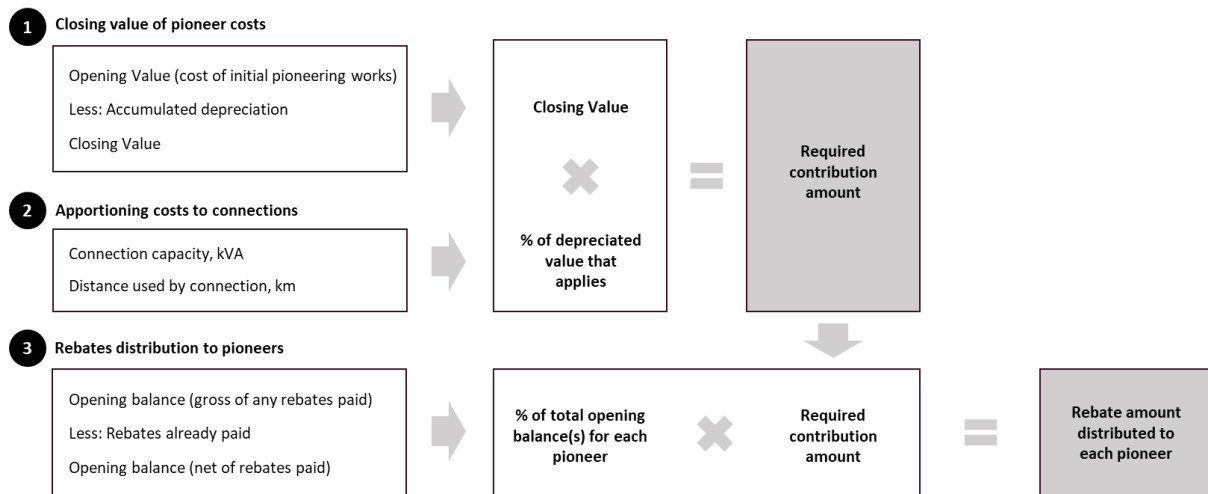 1 Closing value of pioneer costs
Opening Value (cost of initial pioneering works)
Less: Accumulated depreciation
Closing Value
Closing Value
% of depreciated
value that
applies
Required
contribution
amount
2 Apportioning costs to connections
Connection capacity, kVA
Distance used by connection, km
3 Rebates distribution to pioneers
Opening balance (gross of any rebates paid)
Less: Rebates already paid
Opening balance (net of rebates paid)
% of total opening
balance(s) for each
pioneer
Required
contribution
amount
Rebate amount
distributed to
each pioneer